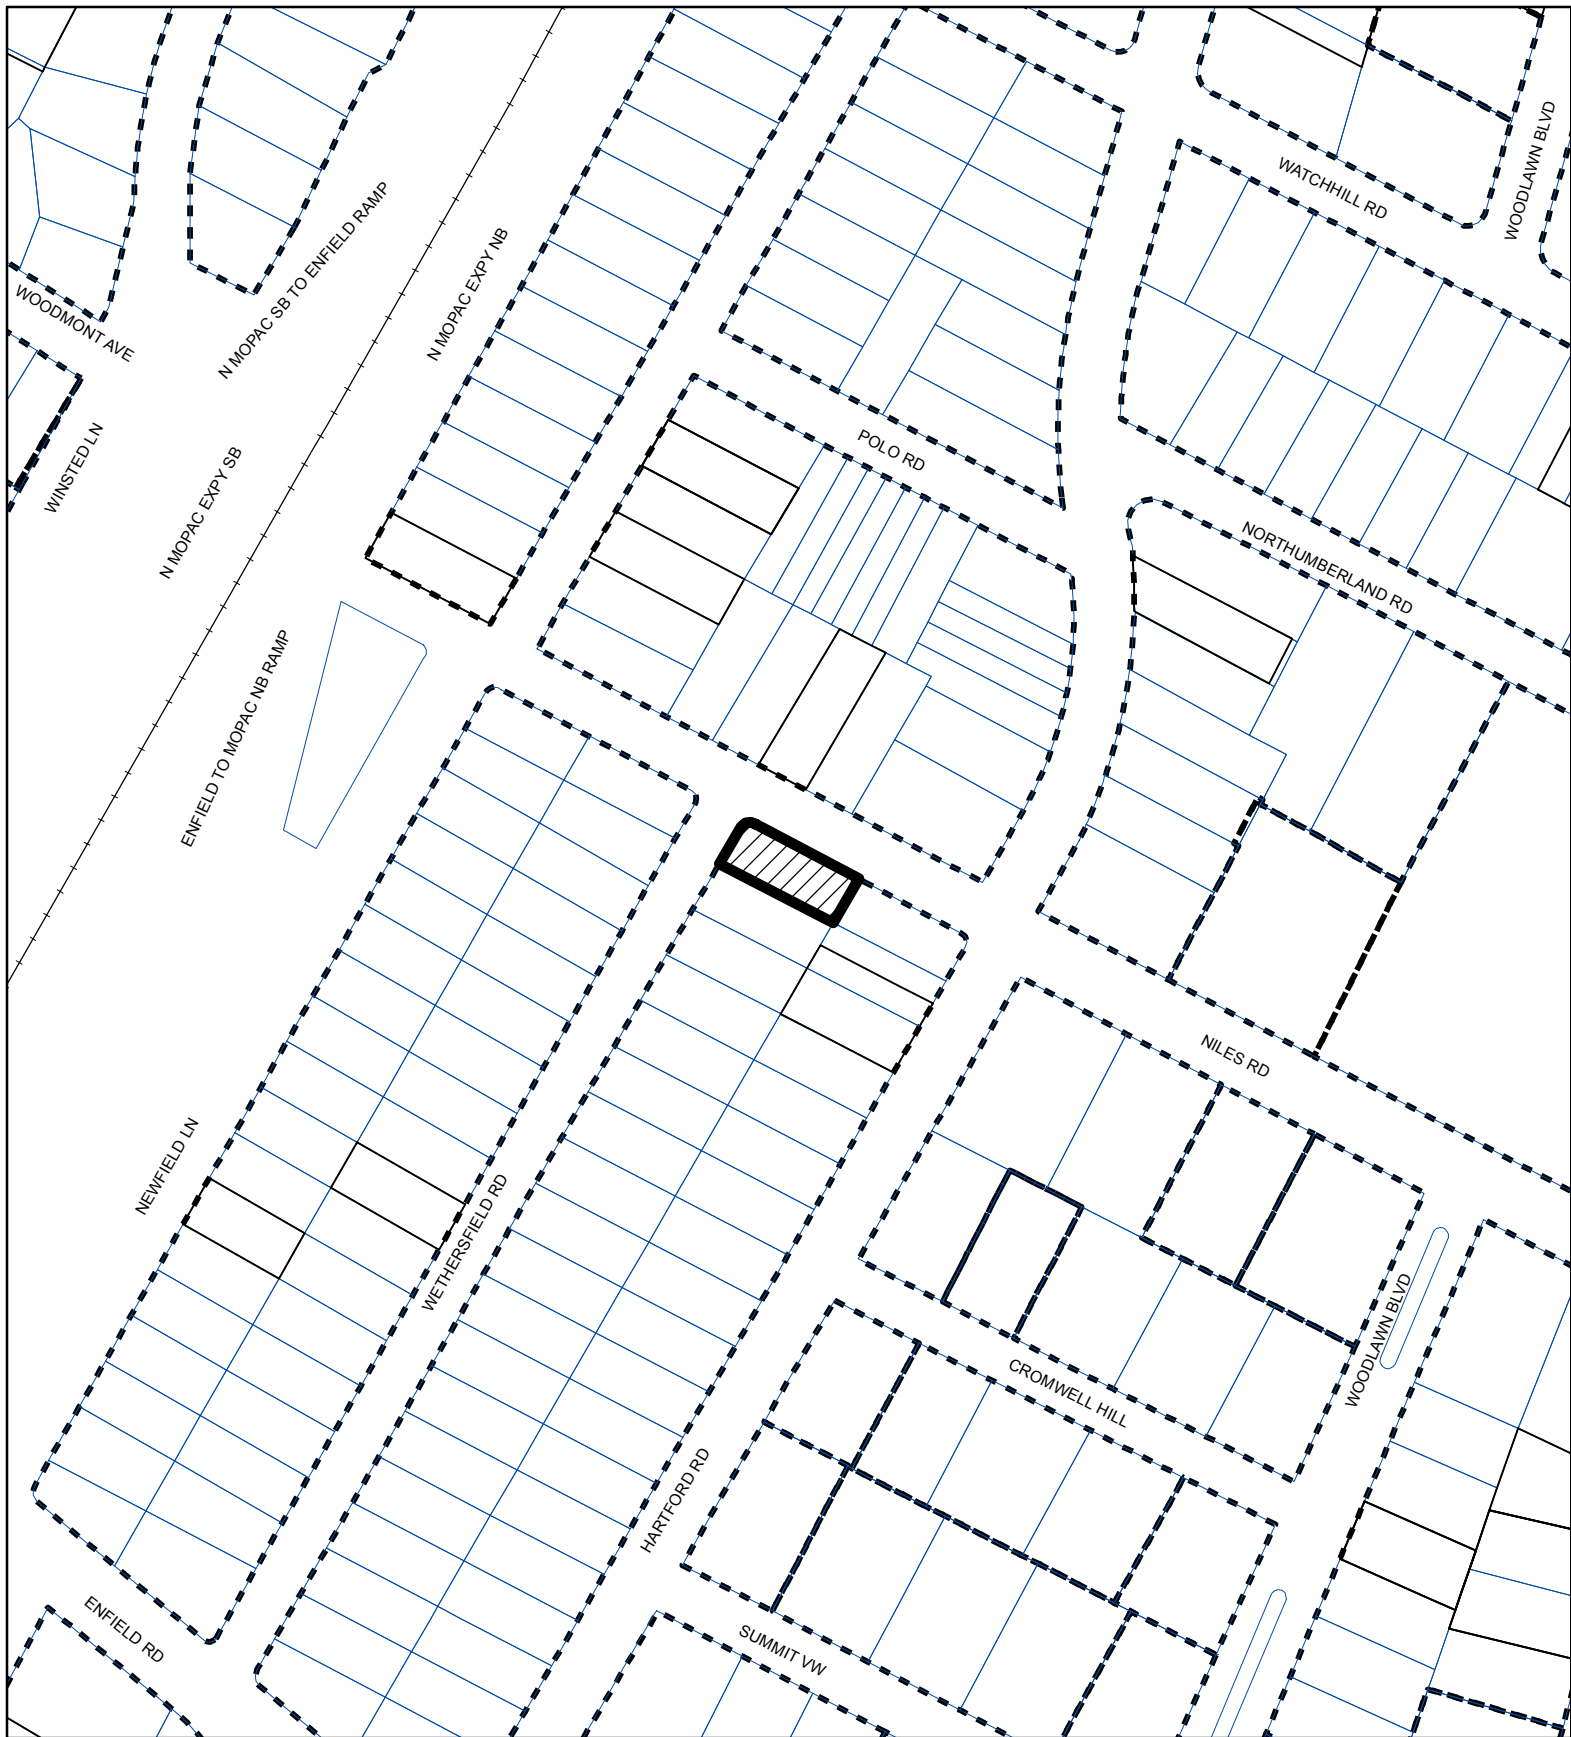 WOODLAWN BLVD
WATCHHILL RD
N MOPAC SB TO ENFIELD RAMP
N MOPAC EXPY NB
WOODMONT AVE
WINSTED LN
N MOPAC EXPY SB
POLO RD
NORTHUMBERLAND RD
ENFIELD TO MOPAC NB RAMP
NILES RD
NEWFIELD LN
WETHERSFIELD RD
WOODLAWN BLVD
CROMWELL HILL
HARTFORD RD
ENFIELD RD
SUMMIT VW